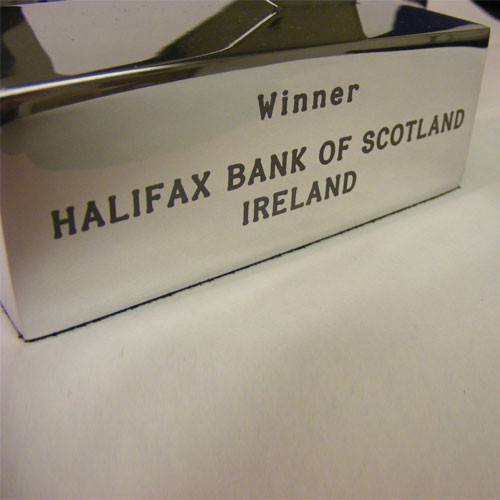 Winner
HALIFAX BANK OF SCOTLAND
IRELAND